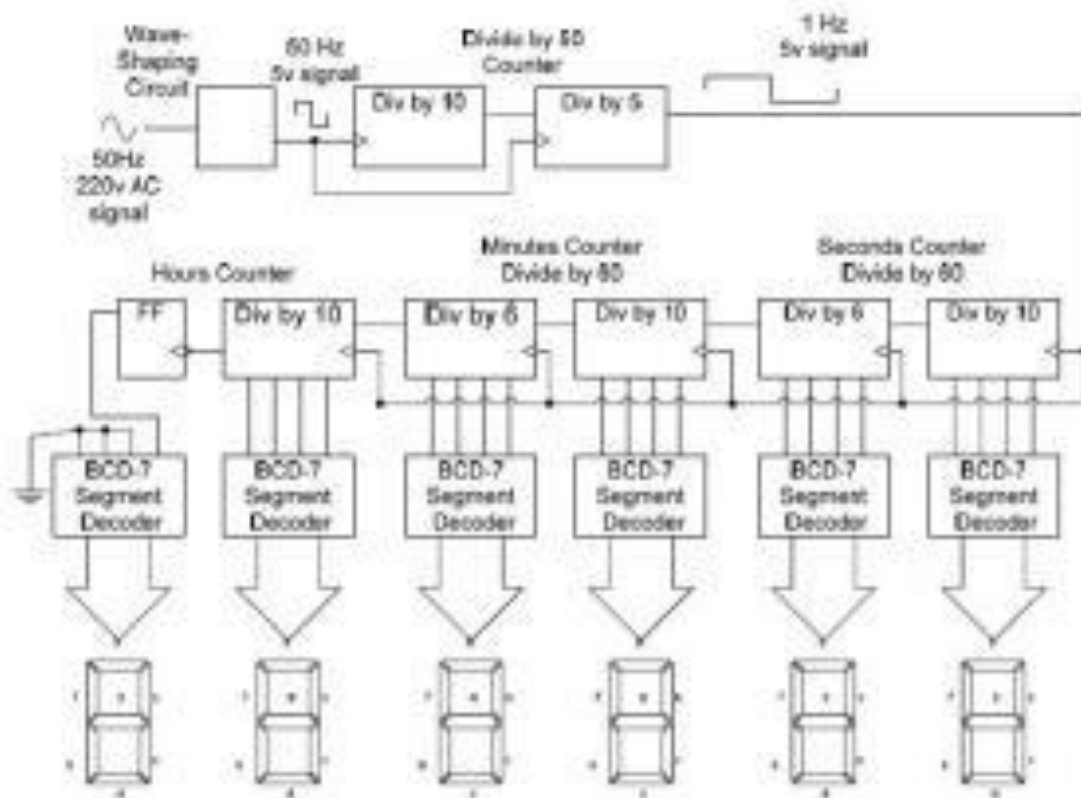 Wave-
Shaping
Circuit
50Hz
220v AC
signal
50 Hz
5v signal
Divide by 50
Counter
Div by 10
Div by 5
1 Hz
5v signal
Hours Counter
Minutes Counter
Divide by 60
Seconds Counter
Divide by 60
FF
Div by 10
Div by 6
Div by 10
Div by 6
Div by 10
BCD-7
Segment
Decoder
BCD-7
Segment
Decoder
BCD-7
Segment
Decoder
BCD-7
Segment
Decoder
BCD-7
Segment
Decoder
BCD-7
Segment
Decoder